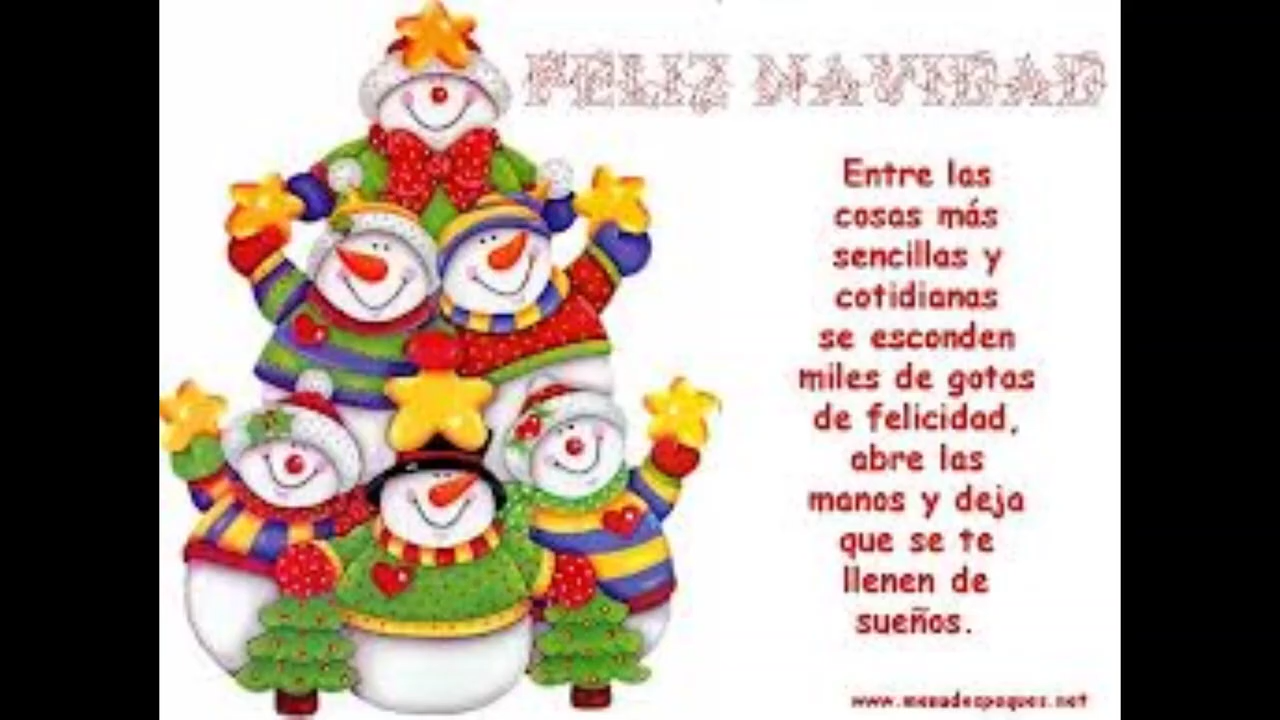 FELIZ NAVIDAD
Entre las
cosas más
sencillas y
cotidianas
se esconden
miles de gotas
de felicidad,
abre las
manos y deja
que se te
llenen de
sueños.